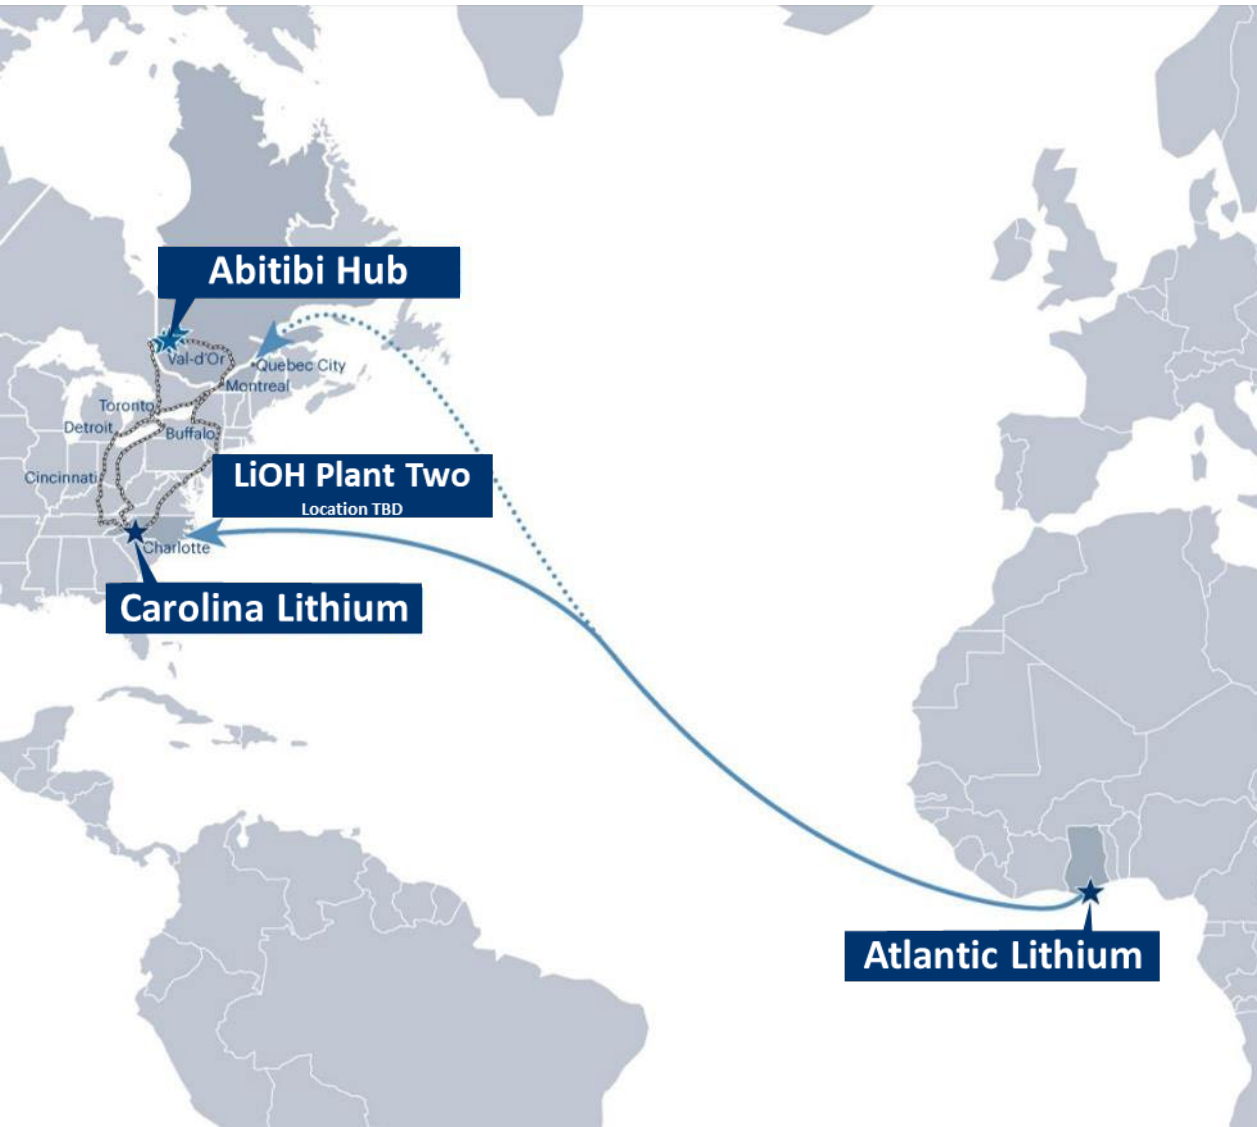 Abitibi Hub
Val-d'Or
Quebec City
Montreal
Toronto
Detroit
Buffalo
Cincinnati
LiOH Plant Two
Location TBD
Charlotte
Carolina Lithium
Atlantic Lithium